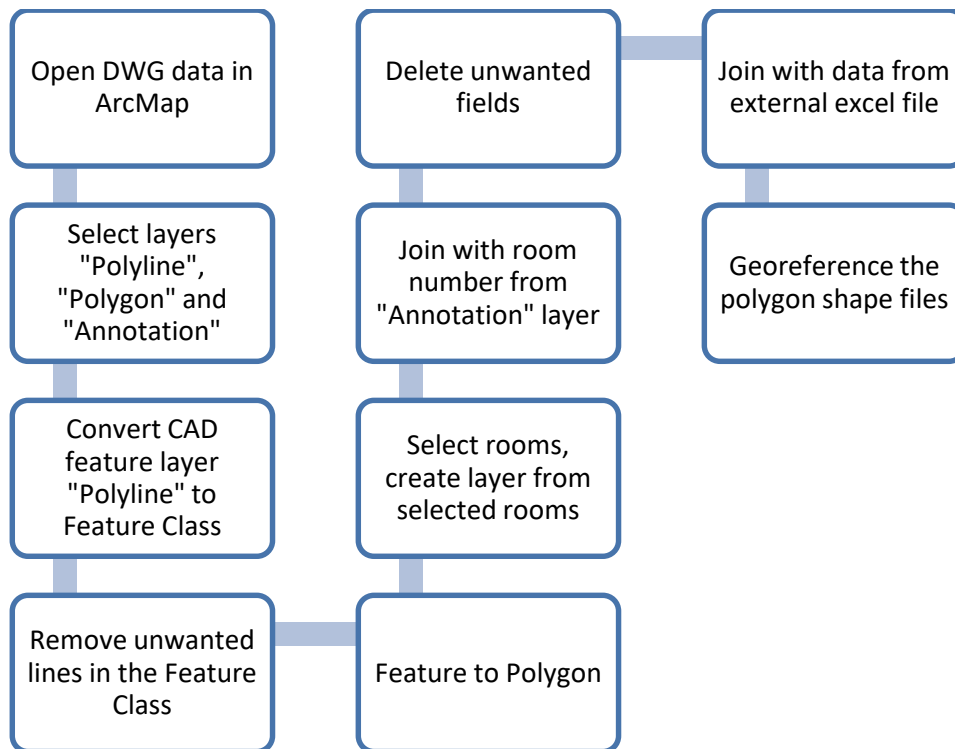 Open DWG data in
ArcMap
Select layers
"Polyline",
"Polygon" and
"Annotation"
Convert CAD
feature layer
"Polyline" to
Feature Class
Remove unwanted
lines in the Feature
Class
Feature to Polygon
Select rooms,
create layer from
selected rooms
Join with room
number from
"Annotation" layer
Delete unwanted
fields
Join with data from
external excel file
Georeference the
polygon shape files